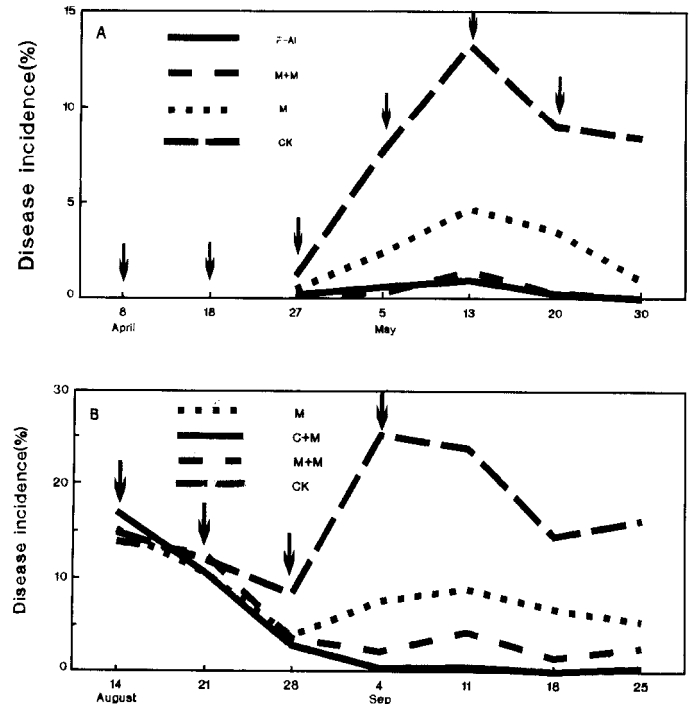 15
A
F-Al
M+M
10
M
CK
5
0
Disease incidence(%)
8 18 27 5 13 20 30
April May
30
B
M
C+M
20
M+M
CK
10
0
Disease incidence(%)
14 21 28 4 11 18 25
August Sep